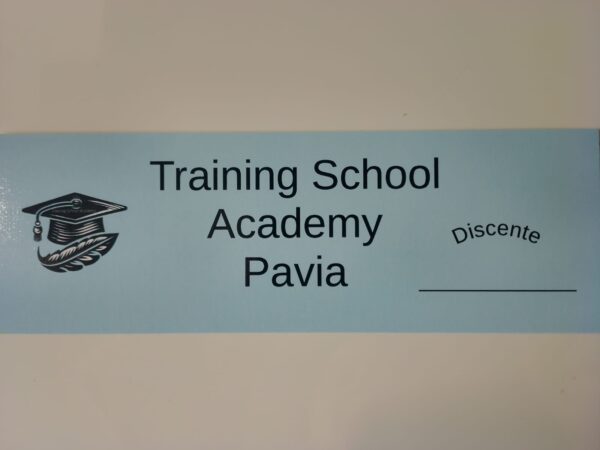 Training School
Academy
Pavia
Discente